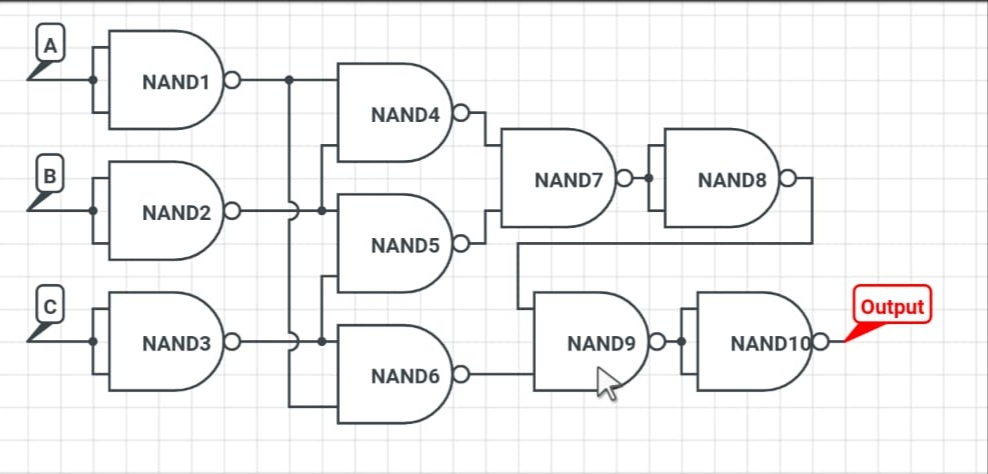 A
NAND1
NAND4
B
NAND7
NAND8
NAND2
NAND5
C
Output
NAND3
NAND9
NAND10
NAND6